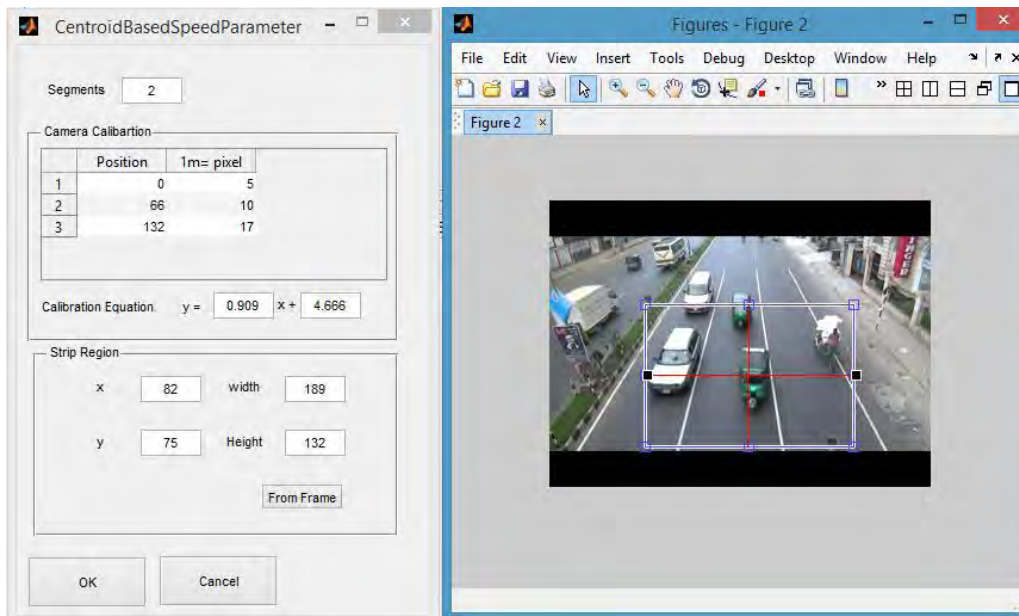 CentroidBasedSpeedParameter
Segments 2
Camera Calibartion
Position 1m= pixel
1 0 5
2 66 10
3 132 17
Calibration Equation y = 0.909 x + 4.666
Strip Region
x 82 width 189
y 75 Height 132
From Frame
OK Cancel
Figures - Figure 2
File Edit View Insert Tools Debug Desktop Window Help
Figure 2